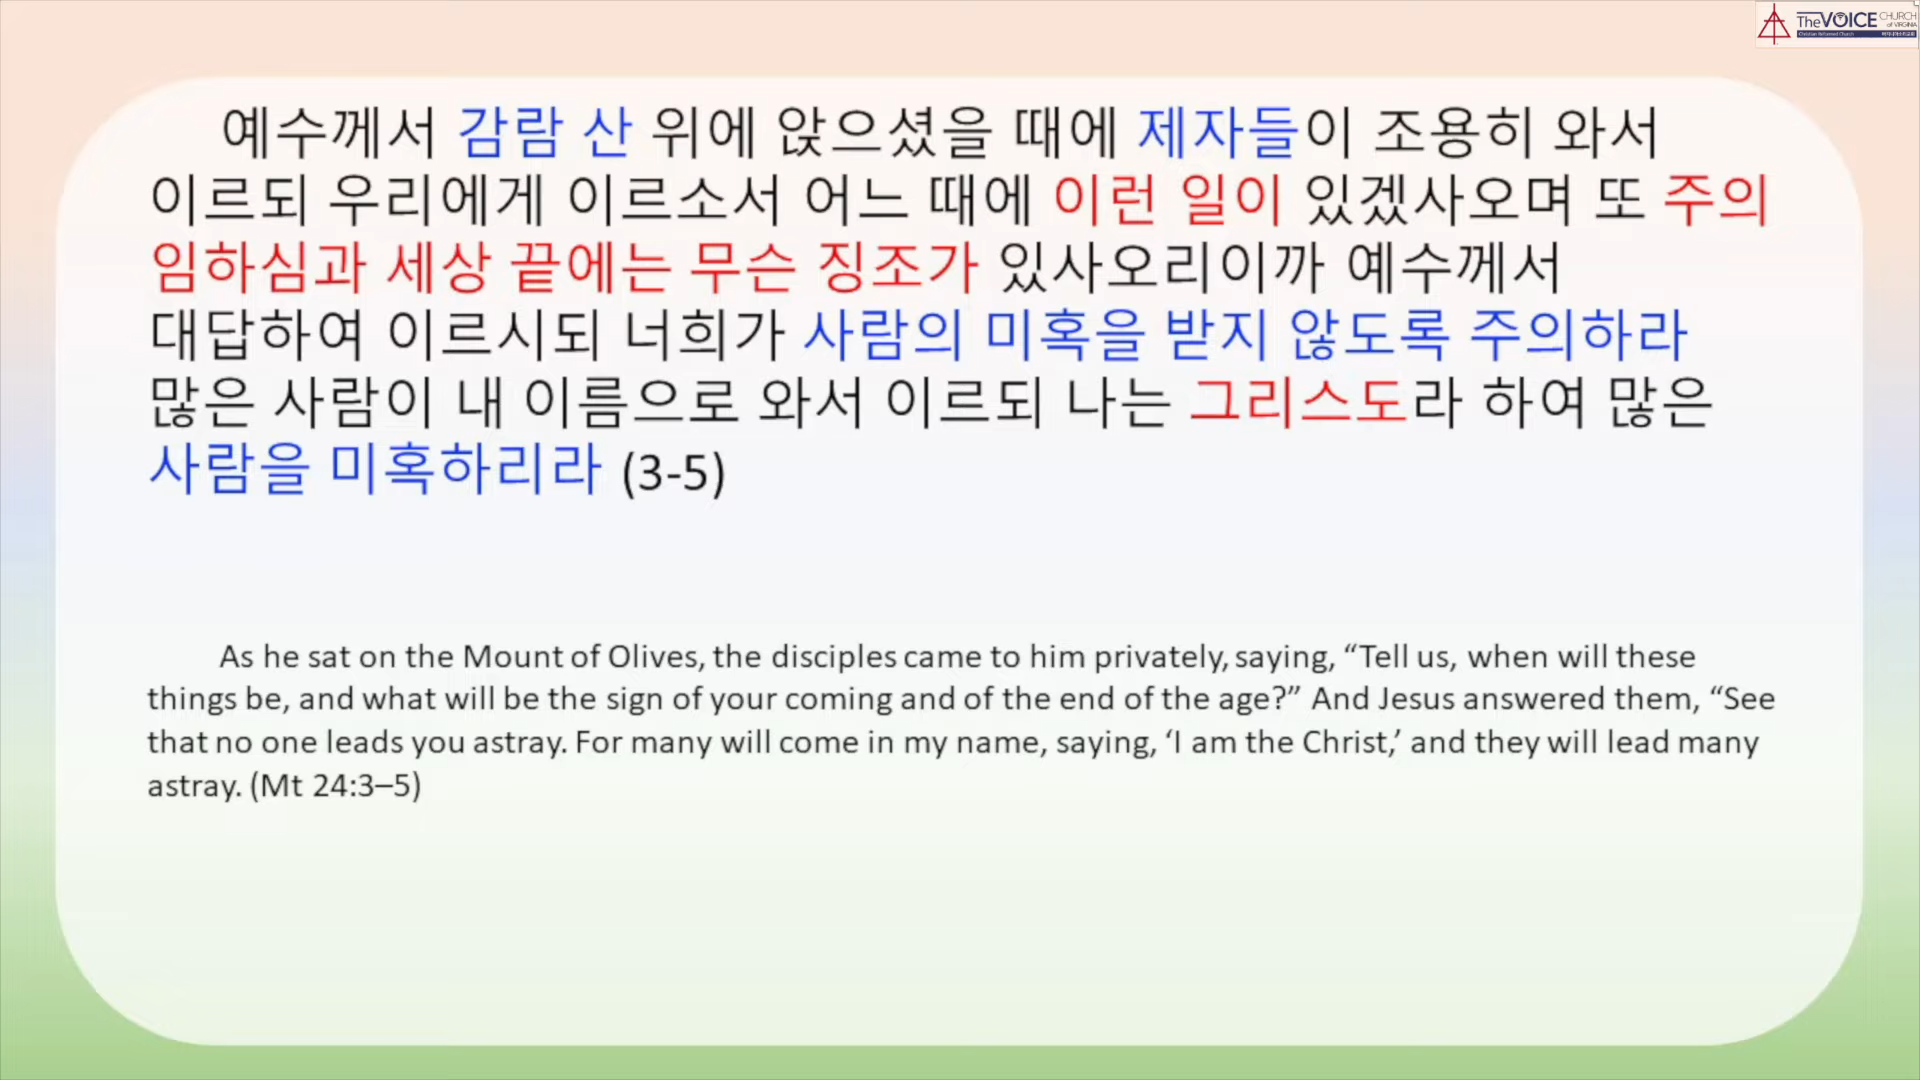 TheVOICE CHURCH
of VIRGINIA
Christian Reformed Church
예수께서 감람 산 위에 앉으셨을 때에 제자들이 조용히 와서
이르되 우리에게 이르소서 어느 때에 이런 일이 있겠사오며 또 주의
임하심과 세상 끝에는 무슨 징조가 있사오리이까 예수께서
대답하여 이르시되 너희가 사람의 미혹을 받지 않도록 주의하라
많은 사람이 내 이름으로 와서 이르되 나는 그리스도라 하여 많은
사람을 미혹하리라 (3-5)
As he sat on the Mount of Olives, the disciples came to him privately, saying, “Tell us, when will these
things be, and what will be the sign of your coming and of the end of the age?” And Jesus answered them, “See
that no one leads you astray. For many will come in my name, saying, ‘I am the Christ,’ and they will lead many
astray. (Mt 24:3–5)